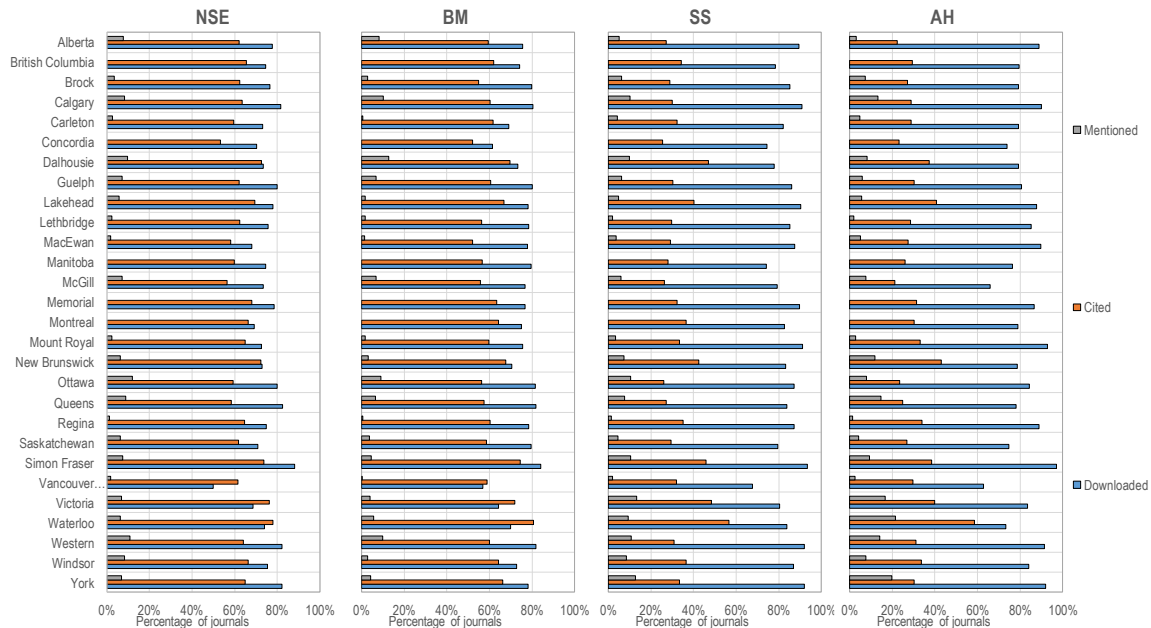 NSE BM SS AH
Alberta
British Columbia
Brock
Calgary
Carleton
Concordia
Dalhousie
Guelph
Lakehead
Lethbridge
MacEwan
Manitoba
McGill
Memorial
Montreal
Mount Royal
New Brunswick
Ottawa
Queens
Regina
Saskatchewan
Simon Fraser
Vancouver…
Victoria
Waterloo
Western
Windsor
York
Mentioned
Cited
Downloaded
0% 20% 40% 60% 80% 100% 0% 20% 40% 60% 80% 100% 0% 20% 40% 60% 80% 100% 0% 20% 40% 60% 80% 100%
Percentage of journals Percentage of journals Percentage of journals Percentage of journals